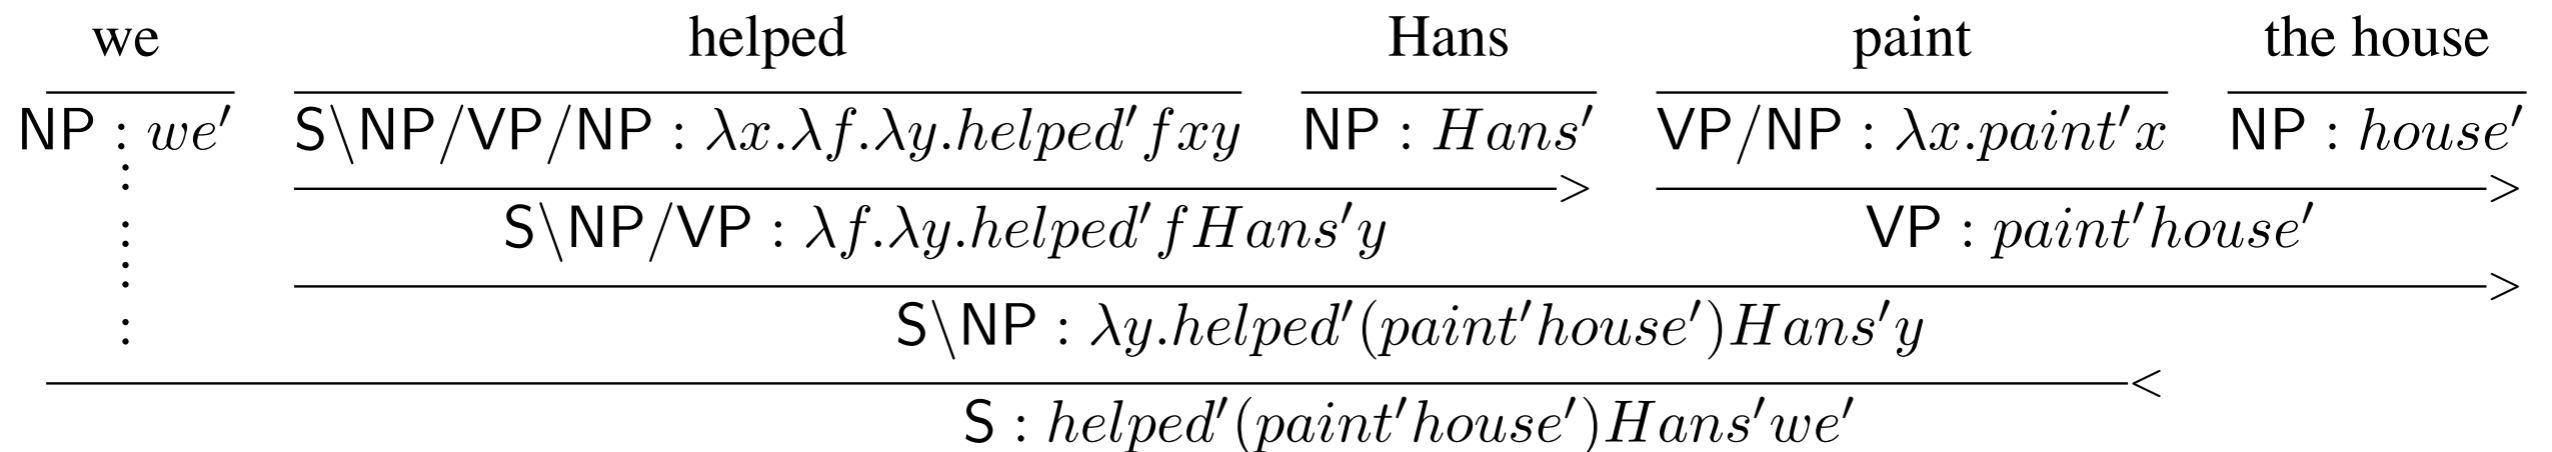 we helped Hans paint the house
NP : we′ S\NP/VP/NP : λx.λf.λy.helped′fxy NP : Hans′ VP/NP : λx.paint′x NP : house′
> >
S\NP/VP : λf.λy.helped′fHans′y VP : paint′house′
>
S\NP : λy.helped′(paint′house′)Hans′y
<
S : helped′(paint′house′)Hans′we′